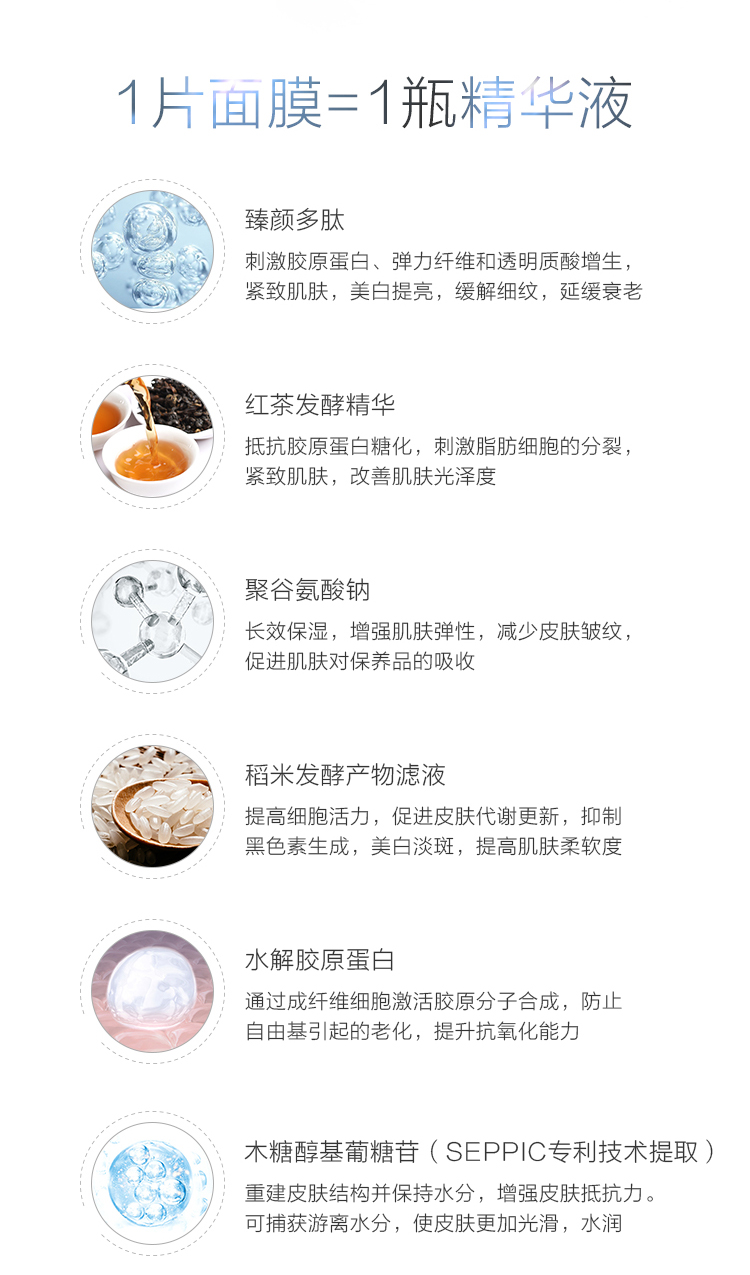 1片面膜=1瓶精华液
臻颜多肽
刺激胶原蛋白、弹力纤维和透明质酸增生，
紧致肌肤，美白提亮，缓解细纹，延缓衰老
红茶发酵精华
抵抗胶原蛋白糖化，刺激脂肪细胞的分裂，
紧致肌肤，改善肌肤光泽度
聚谷氨酸钠
长效保湿，增强肌肤弹性，减少皮肤皱纹，
促进肌肤对保养品的吸收
稻米发酵产物滤液
提高细胞活力，促进皮肤代谢更新，抑制
黑色素生成，美白淡斑，提高肌肤柔软度
水解胶原蛋白
通过成纤维细胞激活胶原分子合成，防止
自由基引起的老化，提升抗氧化能力
木糖醇基葡糖苷（SEPPIC专利技术提取）
重建皮肤结构并保持水分，增强皮肤抵抗力。
可捕获游离水分，使皮肤更加光滑，水润